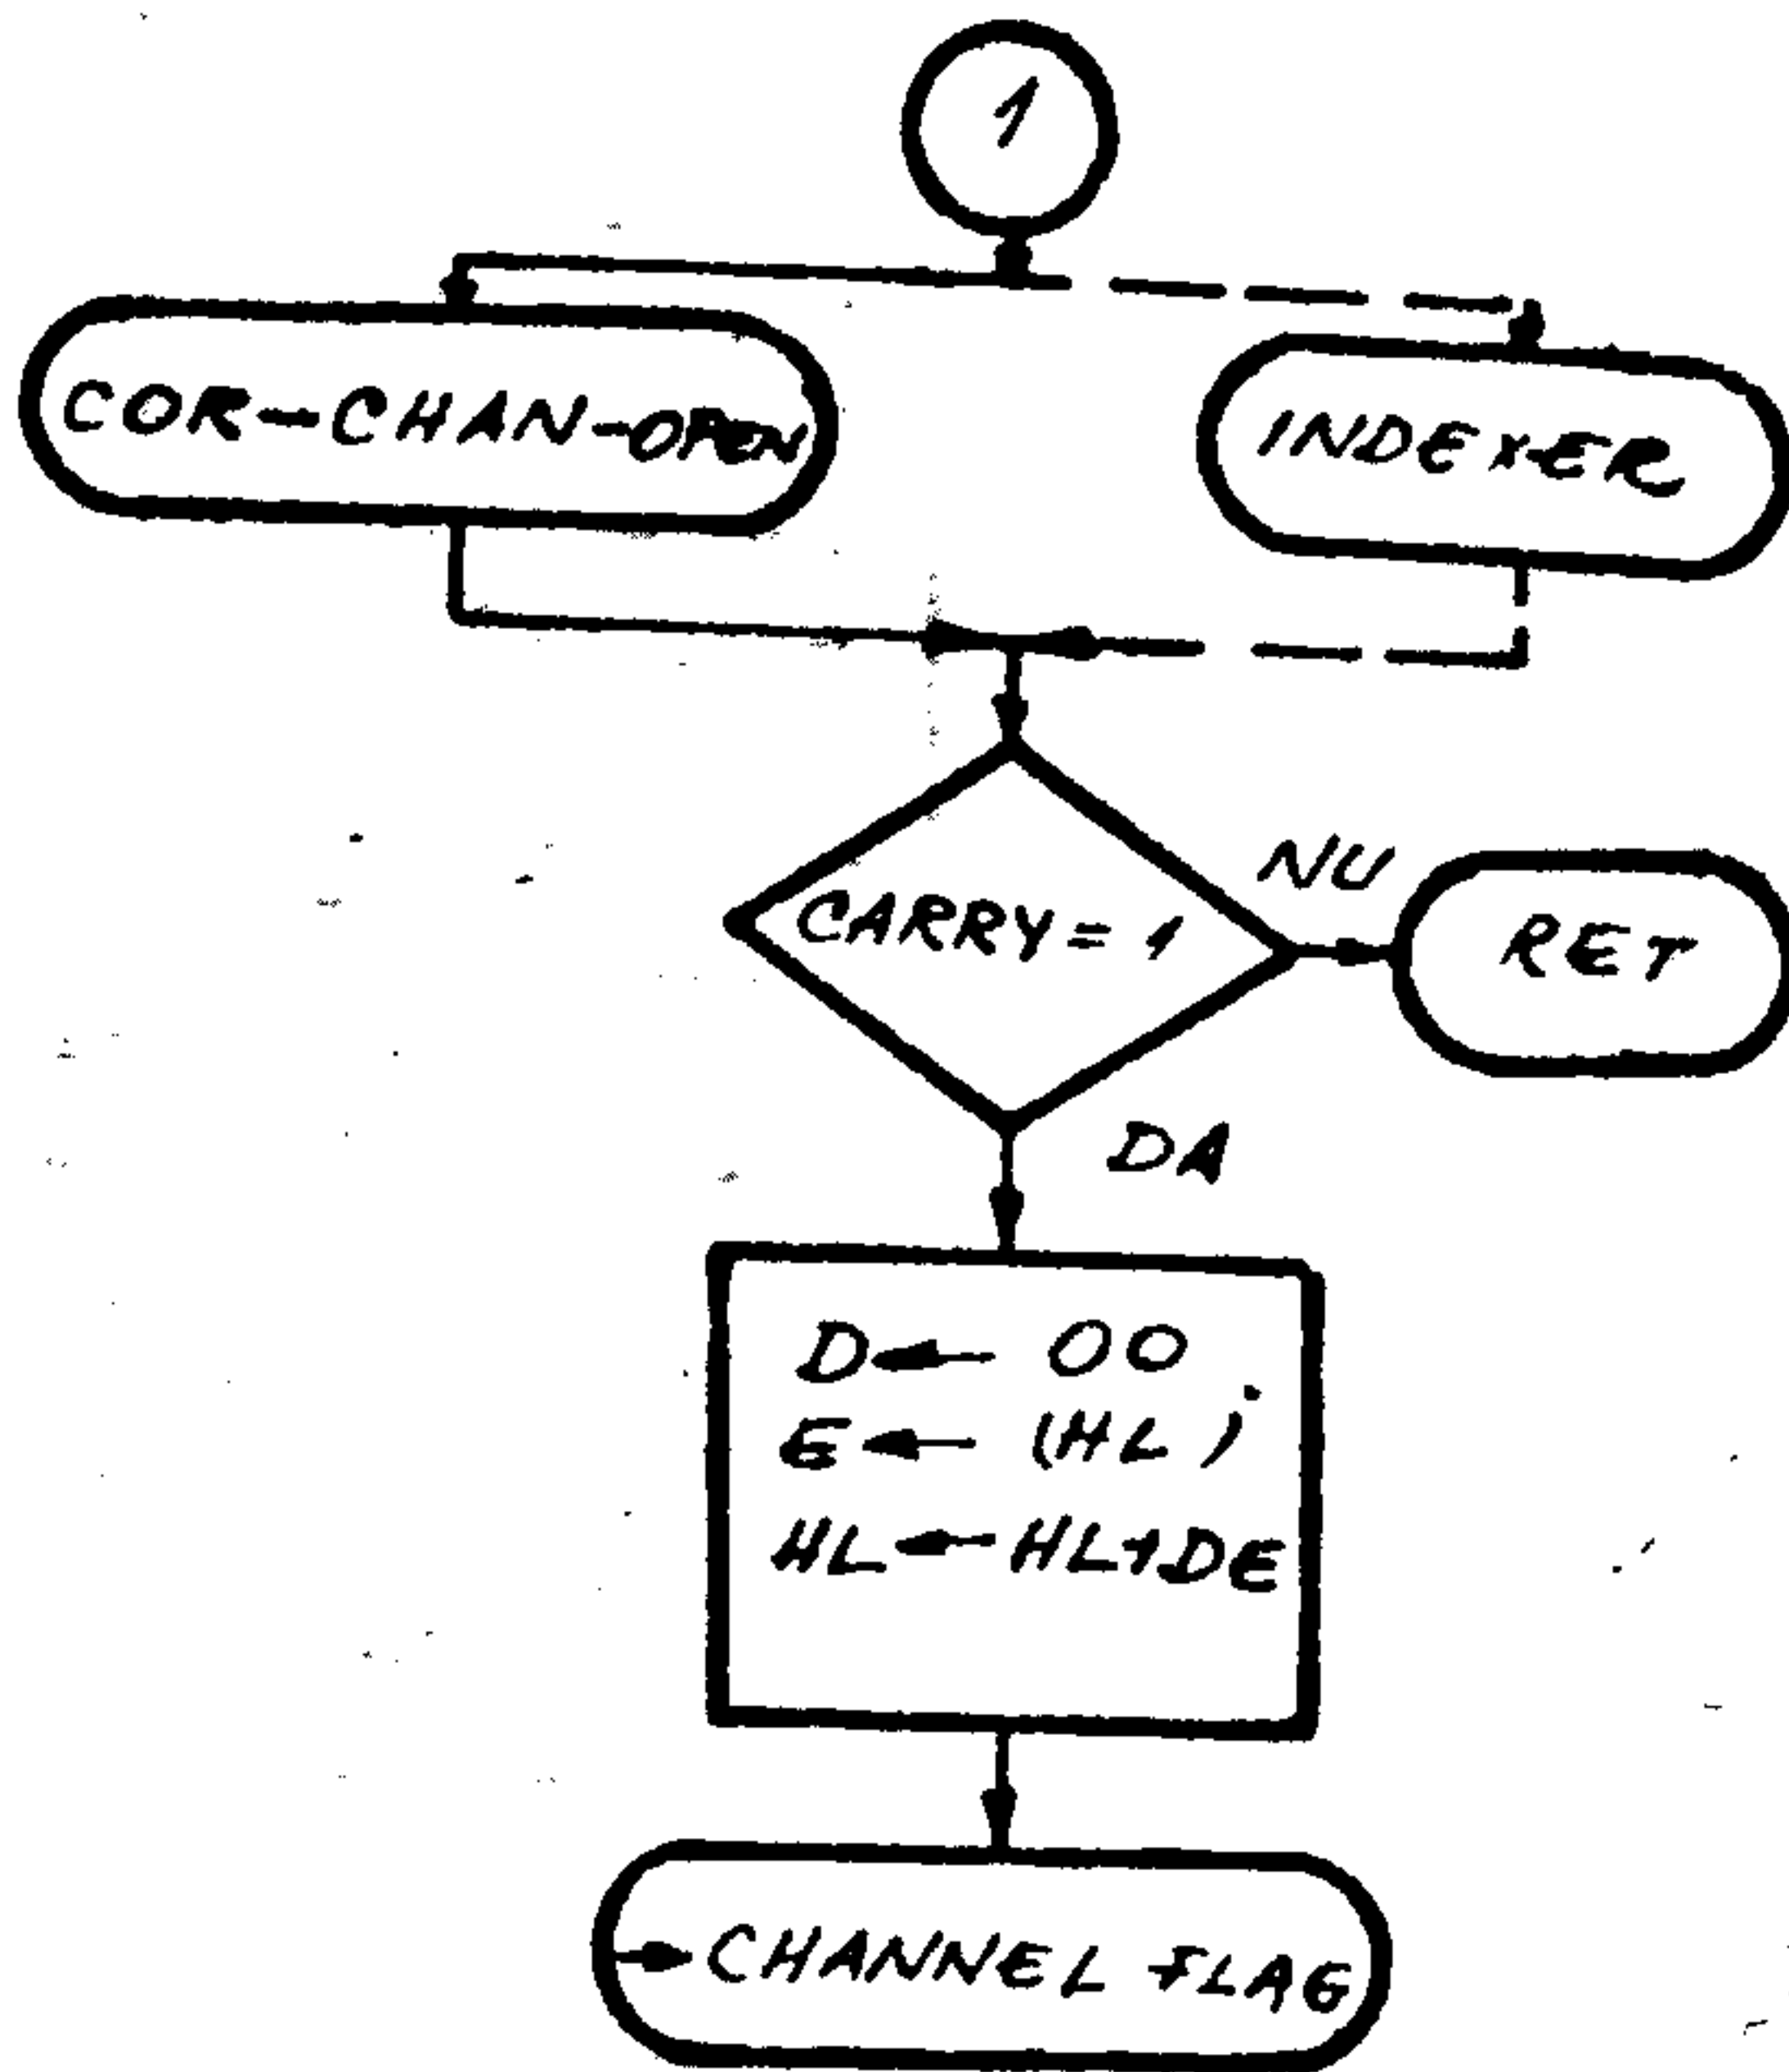 1
COR-CHAN-OPEN
INDEXER
CARRY = 1
NU
RET
DA
D ← 00
E ← (HL);
HL ← HL+DE
CHANNEL FLAG